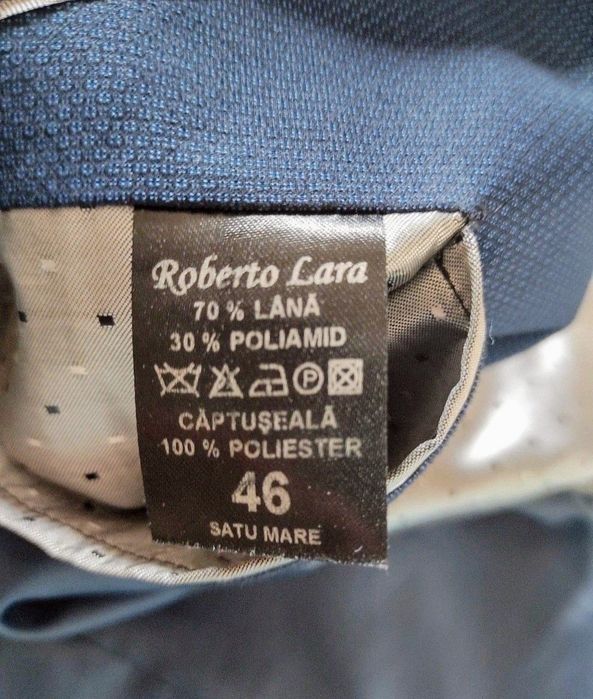 Roberto Lara
70 % LÂNĂ
30 % POLIAMID
P
CĂPTUȘEALĂ
100 % POLIESTER
46
SATU MARE